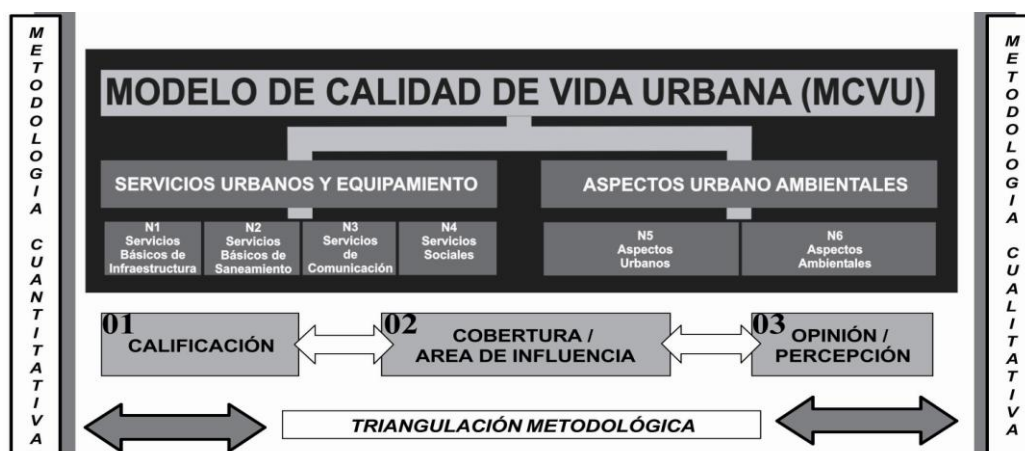 METODOLOGIA CUANTITATIVA
MODELO DE CALIDAD DE VIDA URBANA (MCVU)
SERVICIOS URBANOS Y EQUIPAMIENTO
ASPECTOS URBANO AMBIENTALES
N1
Servicios
Básicos de
Infraestructura
N2
Servicios
Básicos de
Saneamiento
N3
Servicios
de
Comunicación
N4
Servicios
Sociales
N5
Aspectos
Urbanos
N6
Aspectos
Ambientales
01
CALIFICACIÓN
02
COBERTURA /
AREA DE INFLUENCIA
03
OPINIÓN /
PERCEPCIÓN
TRIANGULACIÓN METODOLÓGICA
METODOLOGIA CUALITATIVA